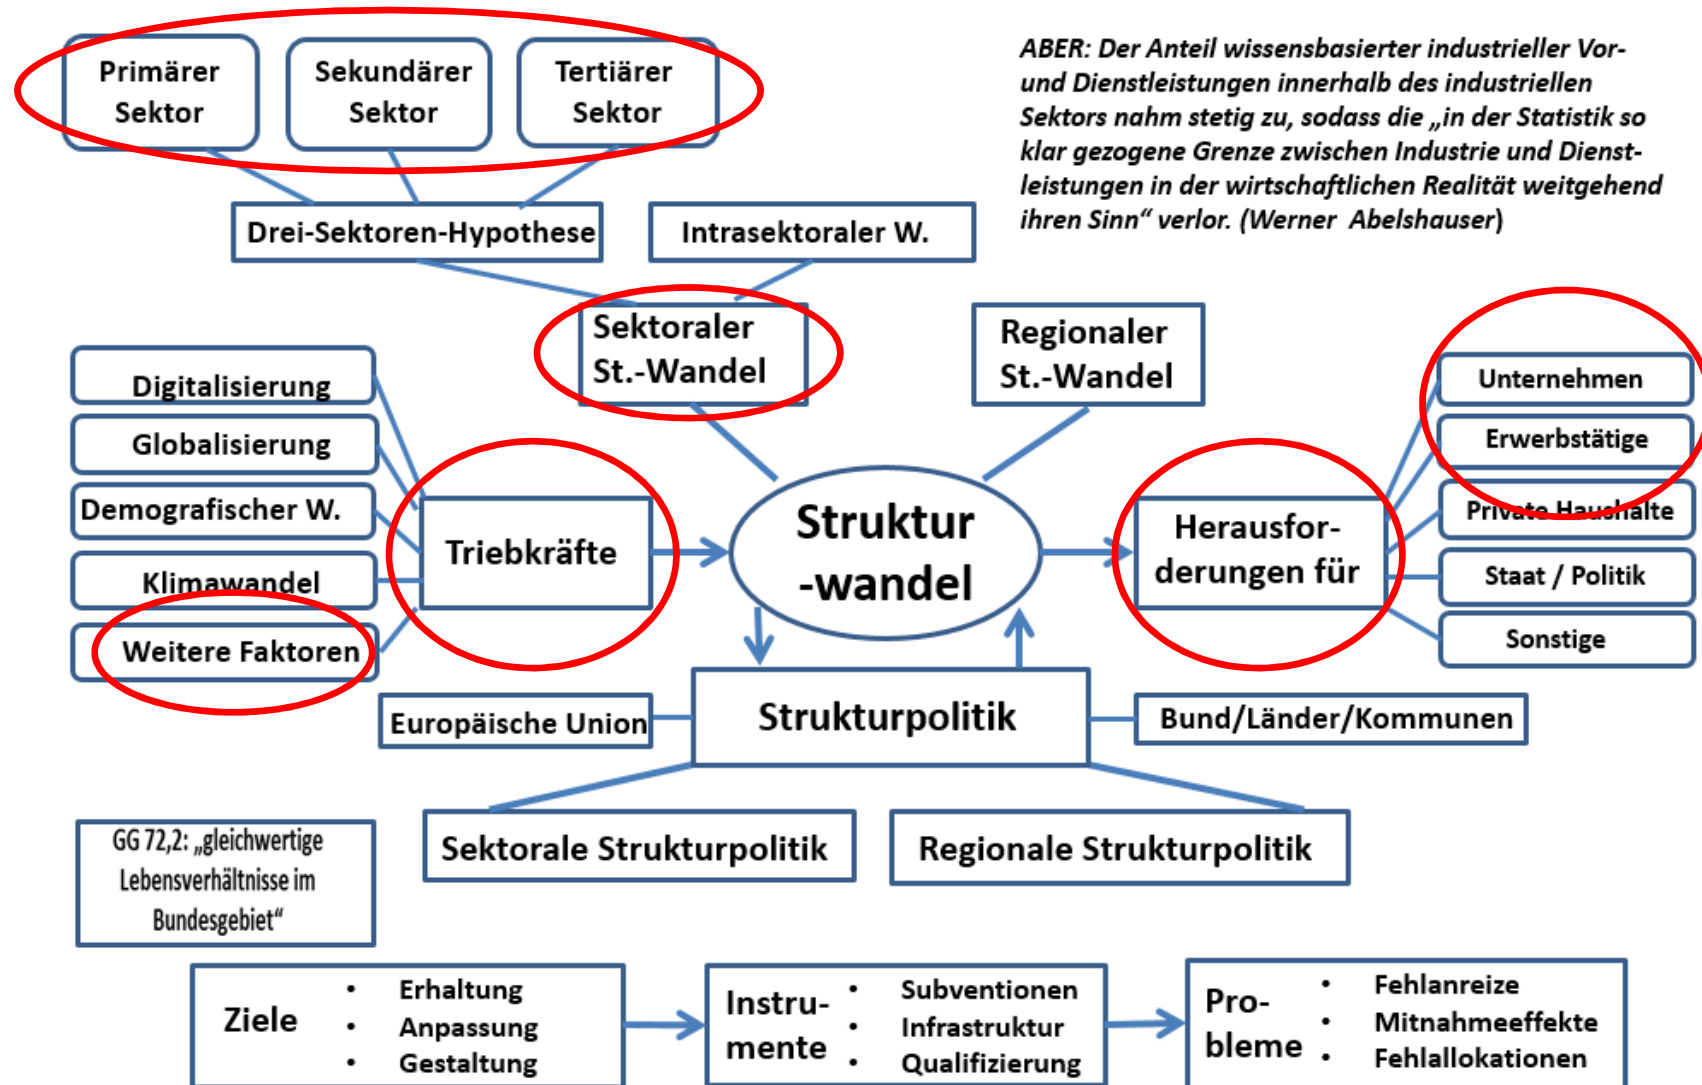 Primärer
Sektor
Sekundärer
Sektor
Tertiärer
Sektor
ABER: Der Anteil wissensbasierter industrieller Vor-
und Dienstleistungen innerhalb des industriellen
Sektors nahm stetig zu, sodass die „in der Statistik so
klar gezogene Grenze zwischen Industrie und Dienst-
leistungen in der wirtschaftlichen Realität weitgehend
ihren Sinn“ verlor. (Werner Abelshauser)
Drei-Sektoren-Hypothese
Intrasektoraler W.
Sektoraler
St.-Wandel
Regionaler
St.-Wandel
Digitalisierung
Globalisierung
Demografischer W.
Klimawandel
Weitere Faktoren
Triebkräfte
Struktur
-wandel
Herausfor-
derungen für
Unternehmen
Erwerbstätige
Private Haushalte
Staat / Politik
Sonstige
Europäische Union
Strukturpolitik
Bund/Länder/Kommunen
Sektorale Strukturpolitik
Regionale Strukturpolitik
GG 72,2: „gleichwertige
Lebensverhältnisse im
Bundesgebiet“
Ziele
• Erhaltung
• Anpassung
• Gestaltung
Instru-
mente
• Subventionen
• Infrastruktur
• Qualifizierung
Pro-
bleme
• Fehlanreize
• Mitnahmeeffekte
• Fehlallokationen